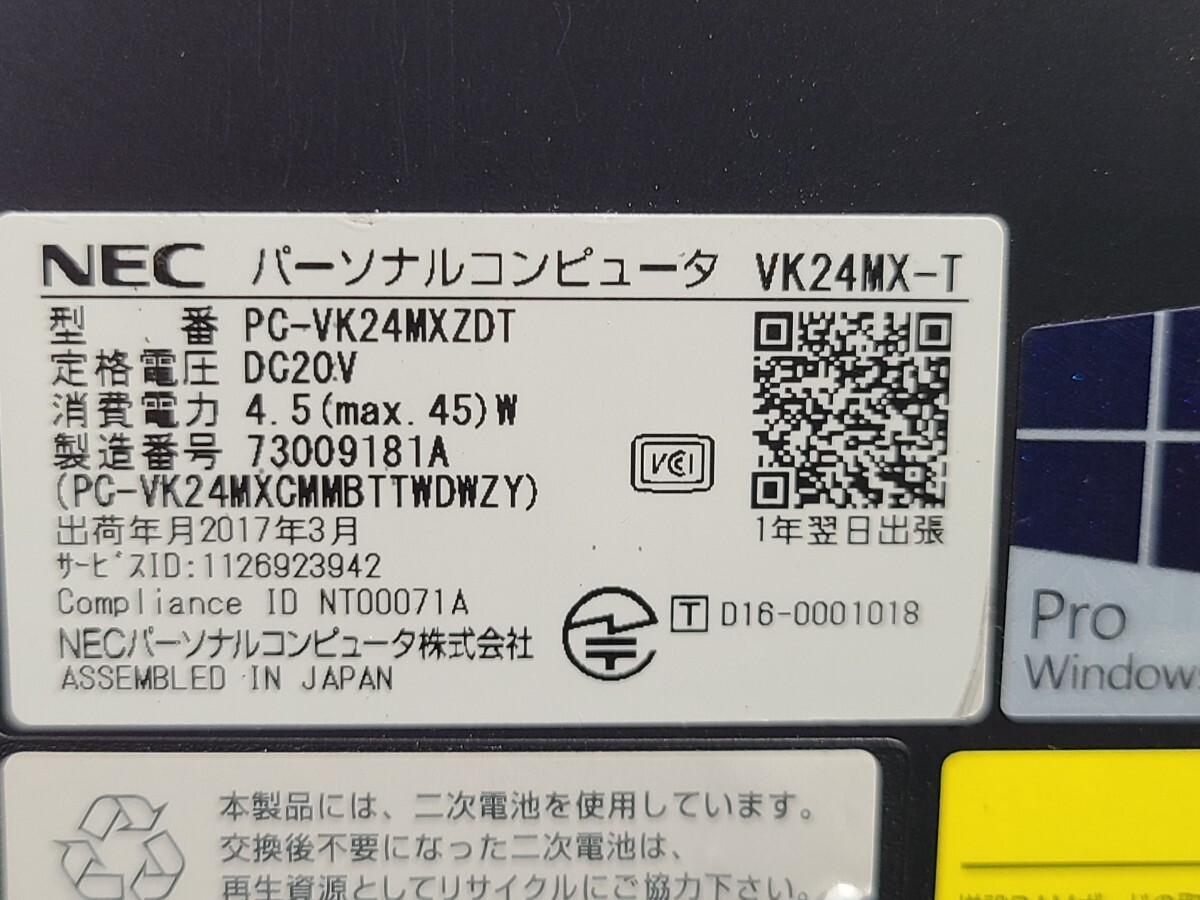 NEC パーソナルコンピュータ VK24MX-T
型 番 PC-VK24MXZDT
定格電圧 DC20V
消費電力 4.5(max.45)W
製造番号 73009181A
(PC-VK24MXCMMBTTWDWZY)
出荷年月2017年3月
サービスID:1126923942
Compliance ID NT00071A
NECパーソナルコンピュータ株式会社
ASSEMBLED IN JAPAN
VCI
1年翌日出張
T D16-0001018
Pro
Windows
本製品には、二次電池を使用しています。
交換後不要になった二次電池は、
再生資源としてリサイクルにご協力下さい。